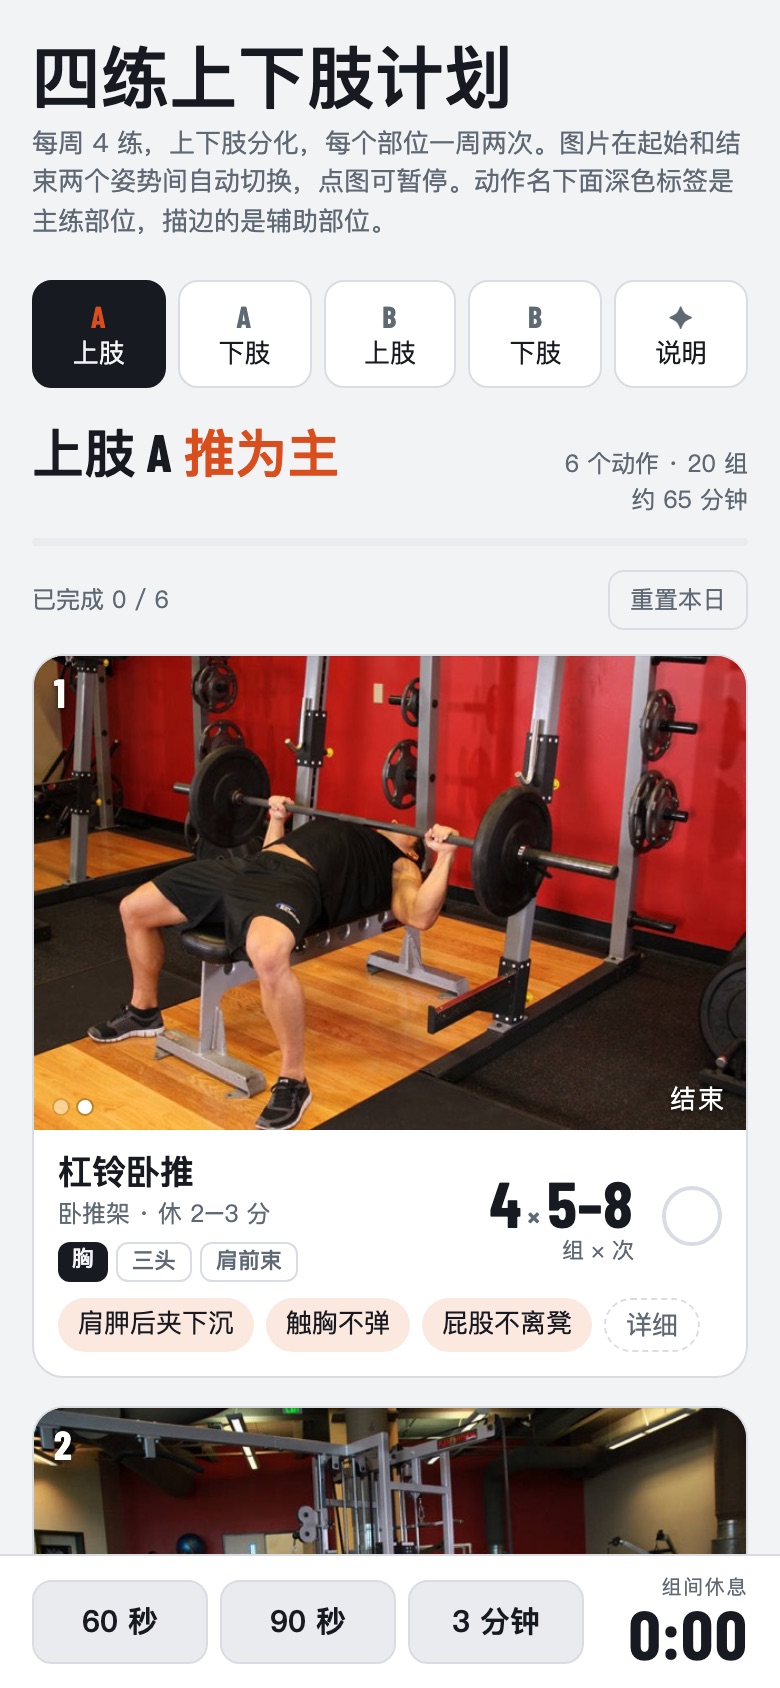 四练上下肢计划
每周 4 练，上下肢分化，每个部位一周两次。图片在起始和结
束两个姿势间自动切换，点图可暂停。动作名下面深色标签是
主练部位，描边的是辅助部位。
A
上肢
A
下肢
B
上肢
B
下肢
✦
说明
上肢 A 推为主
6 个动作 · 20 组
约 65 分钟
已完成 0 / 6
重置本日
1
结束
杠铃卧推
卧推架 · 休 2–3 分
4 × 5–8
组 × 次
胸
三头
肩前束
肩胛后夹下沉
触胸不弹
屁股不离凳
详细
2
60 秒
90 秒
3 分钟
组间休息
0:00